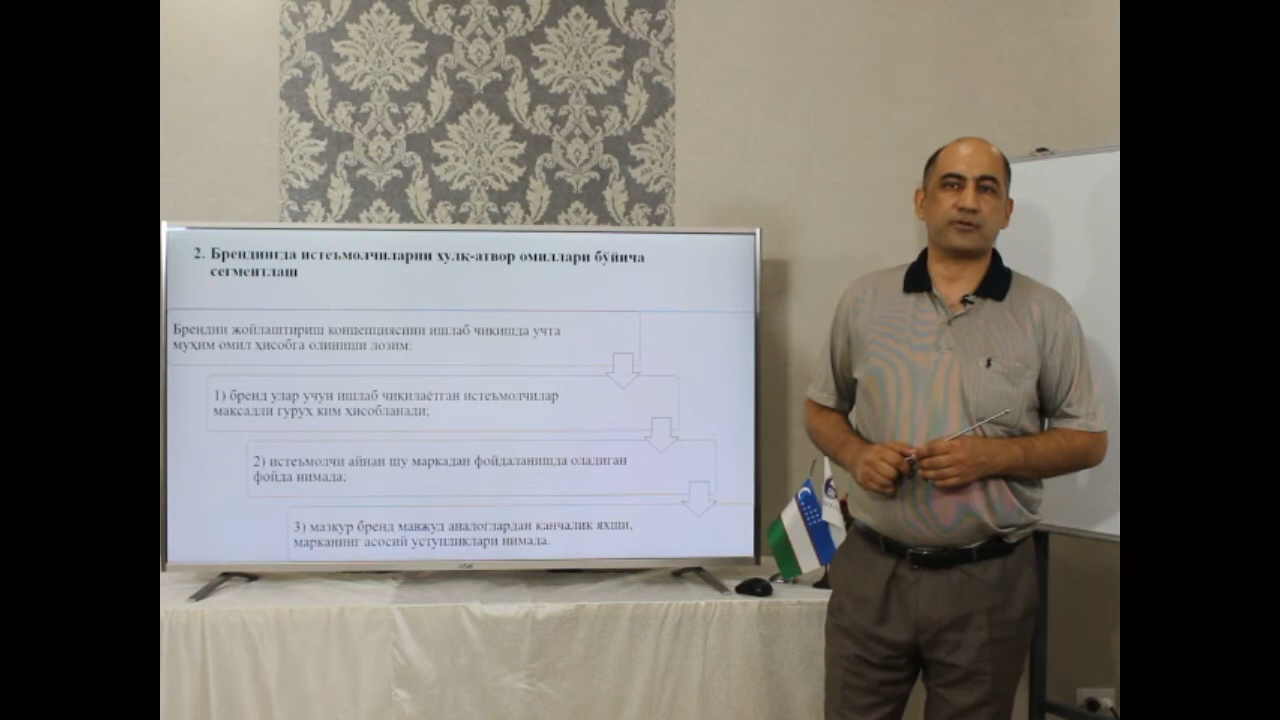 2. Брендингда истеъмолчиларни хулқ-атвор омиллари бўйича
сегментлаш
Брендни жойлаштириш концепциясини ишлаб чиқишда учта
муҳим омил ҳисобга олиниши лозим:
1) бренд улар учун ишлаб чиқилаётган истеъмолчилар
мақсадли гуруҳ ким ҳисобланади;
2) истеъмолчи айнан шу маркадан фойдаланишда оладиган
фойда нимада;
3) мазкур бренд мавжуд аналоглардан қанчалик яхши,
марканинг асосий устунликлари нимада.